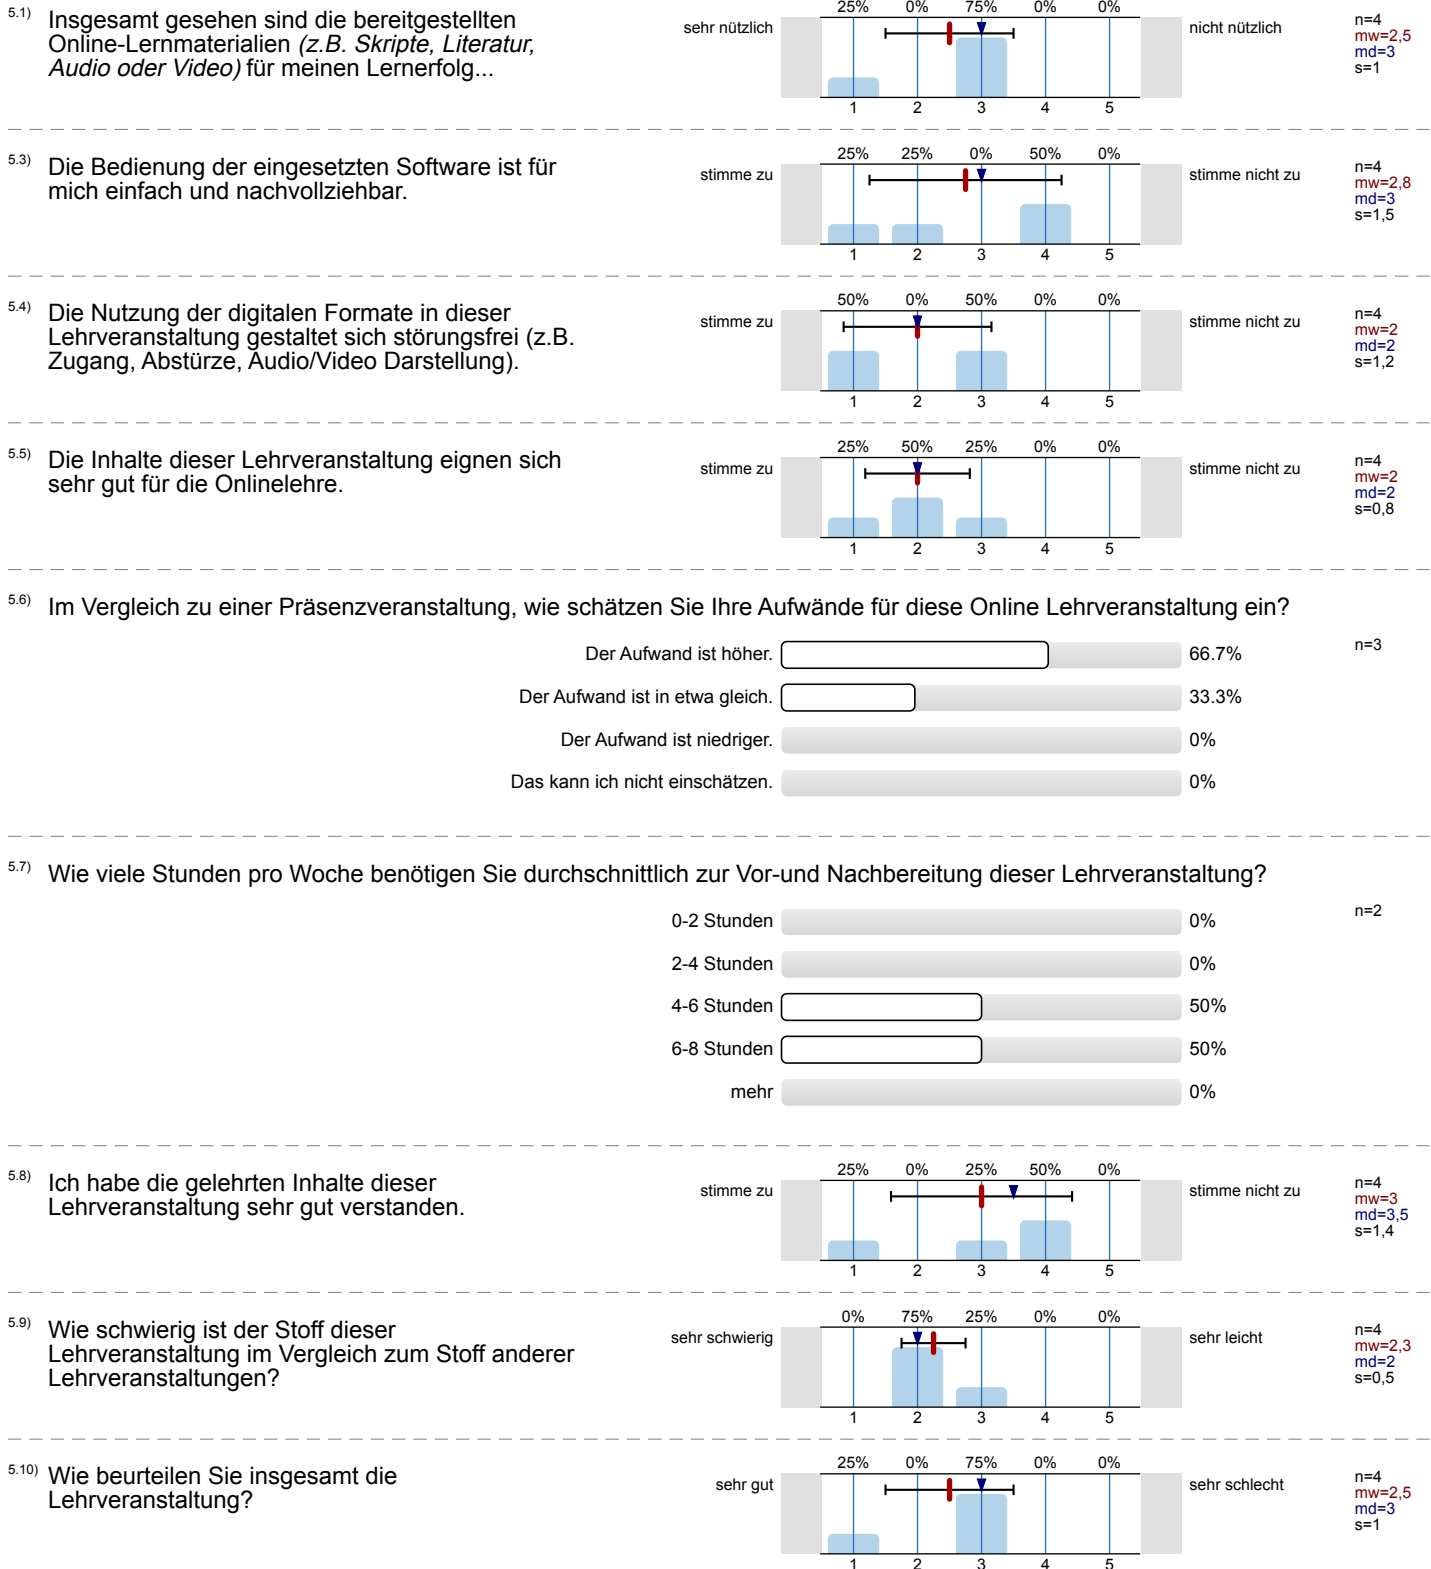 5.1) Insgesamt gesehen sind die bereitgestellten
Online-Lernmaterialien (z.B. Skripte, Literatur,
Audio oder Video) für meinen Lernerfolg...
25% 0% 75% 0% 0%
sehr nützlich nicht nützlich
1 2 3 4 5
n=4
mw=2,5
md=3
s=1
5.3) Die Bedienung der eingesetzten Software ist für
mich einfach und nachvollziehbar.
25% 25% 0% 50% 0%
stimme zu stimme nicht zu
1 2 3 4 5
n=4
mw=2,8
md=3
s=1,5
5.4) Die Nutzung der digitalen Formate in dieser
Lehrveranstaltung gestaltet sich störungsfrei (z.B.
Zugang, Abstürze, Audio/Video Darstellung).
50% 0% 50% 0% 0%
stimme zu stimme nicht zu
1 2 3 4 5
n=4
mw=2
md=2
s=1,2
5.5) Die Inhalte dieser Lehrveranstaltung eignen sich
sehr gut für die Onlinelehre.
25% 50% 25% 0% 0%
stimme zu stimme nicht zu
1 2 3 4 5
n=4
mw=2
md=2
s=0,8
5.6) Im Vergleich zu einer Präsenzveranstaltung, wie schätzen Sie Ihre Aufwände für diese Online Lehrveranstaltung ein?
Der Aufwand ist höher. 66.7% n=3
Der Aufwand ist in etwa gleich. 33.3%
Der Aufwand ist niedriger. 0%
Das kann ich nicht einschätzen. 0%
5.7) Wie viele Stunden pro Woche benötigen Sie durchschnittlich zur Vor-und Nachbereitung dieser Lehrveranstaltung?
0-2 Stunden 0% n=2
2-4 Stunden 0%
4-6 Stunden 50%
6-8 Stunden 50%
mehr 0%
5.8) Ich habe die gelehrten Inhalte dieser
Lehrveranstaltung sehr gut verstanden.
25% 0% 25% 50% 0%
stimme zu stimme nicht zu
1 2 3 4 5
n=4
mw=3
md=3,5
s=1,4
5.9) Wie schwierig ist der Stoff dieser
Lehrveranstaltung im Vergleich zum Stoff anderer
Lehrveranstaltungen?
0% 75% 25% 0% 0%
sehr schwierig sehr leicht
1 2 3 4 5
n=4
mw=2,3
md=2
s=0,5
5.10) Wie beurteilen Sie insgesamt die
Lehrveranstaltung?
25% 0% 75% 0% 0%
sehr gut sehr schlecht
1 2 3 4 5
n=4
mw=2,5
md=3
s=1